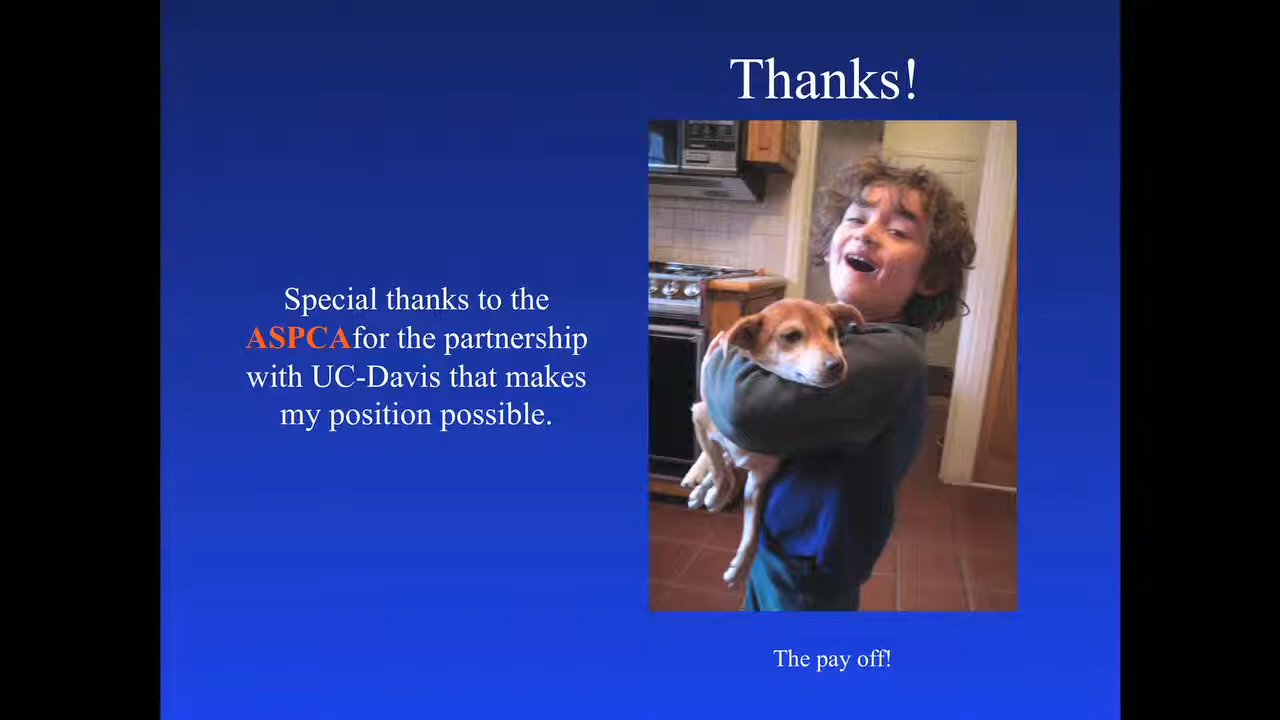 Thanks!
Special thanks to the
ASPCAfor the partnership
with UC-Davis that makes
my position possible.
The pay off!